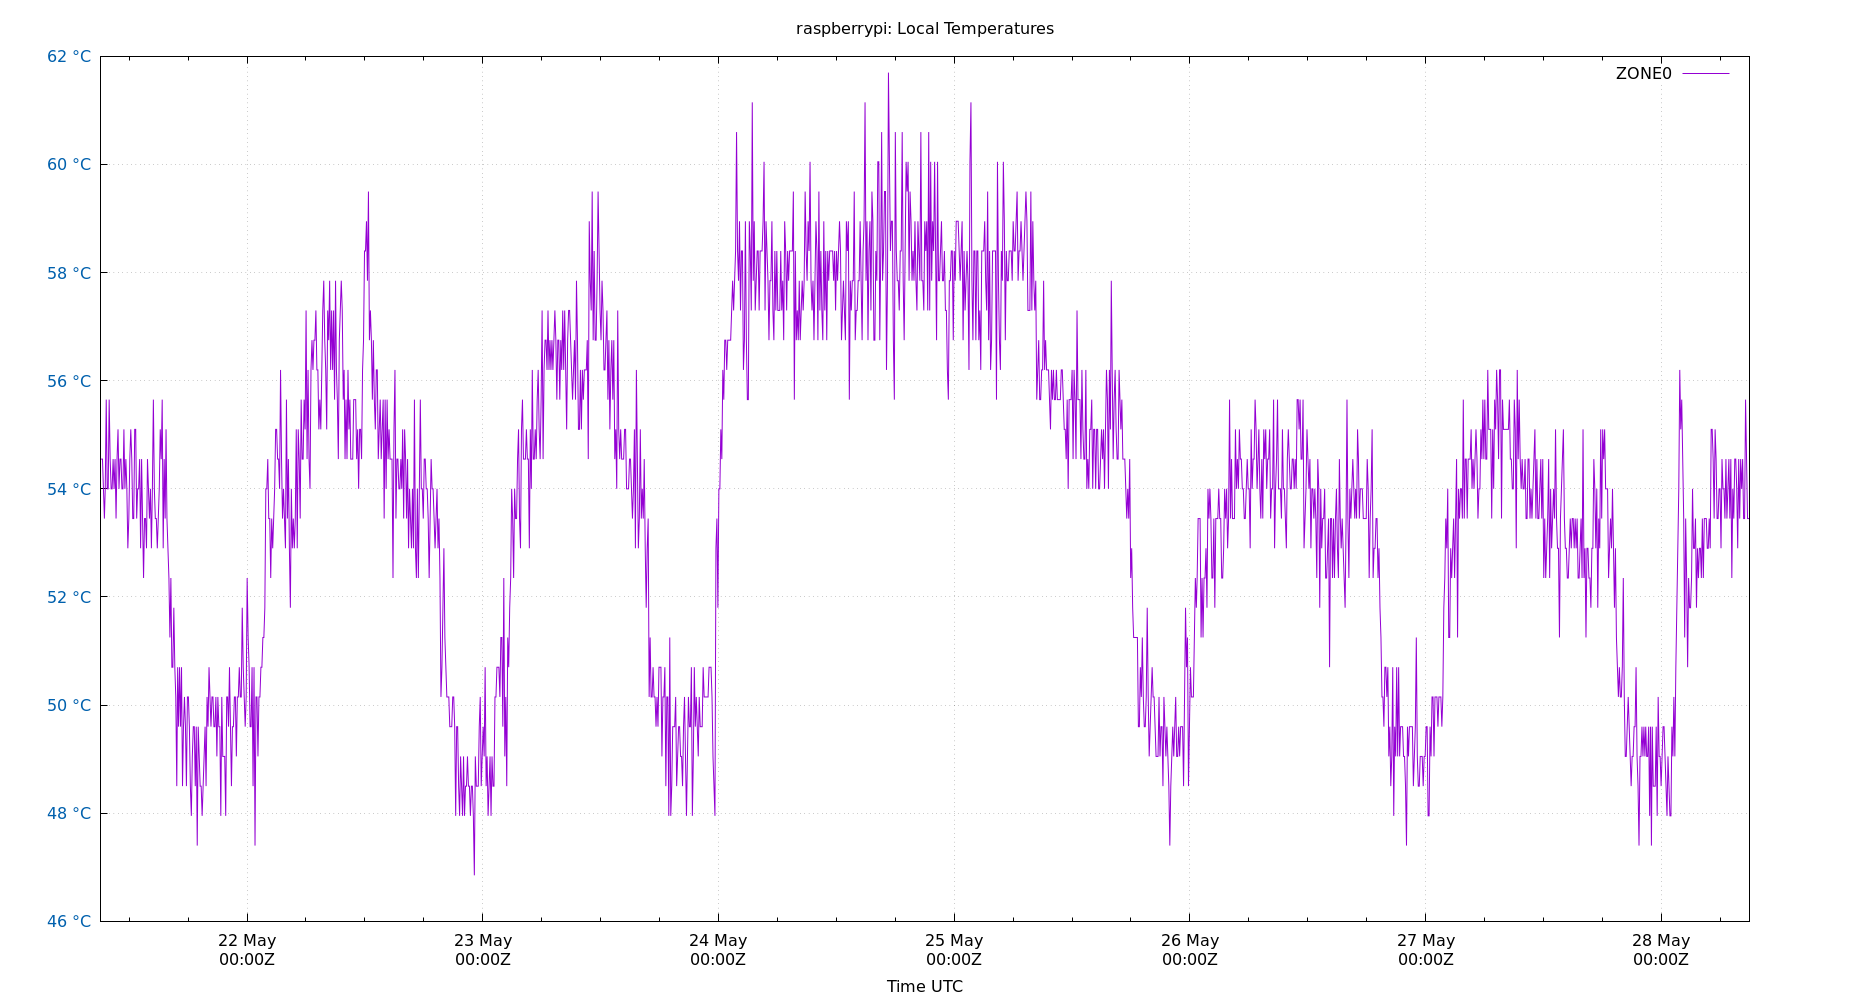 raspberrypi: Local Temperatures
62 °C
ZONE0
60 °C
58 °C
56 °C
54 °C
52 °C
50 °C
48 °C
46 °C
22 May 23 May 24 May 25 May 26 May 27 May 28 May
00:00Z 00:00Z 00:00Z 00:00Z 00:00Z 00:00Z 00:00Z
Time UTC